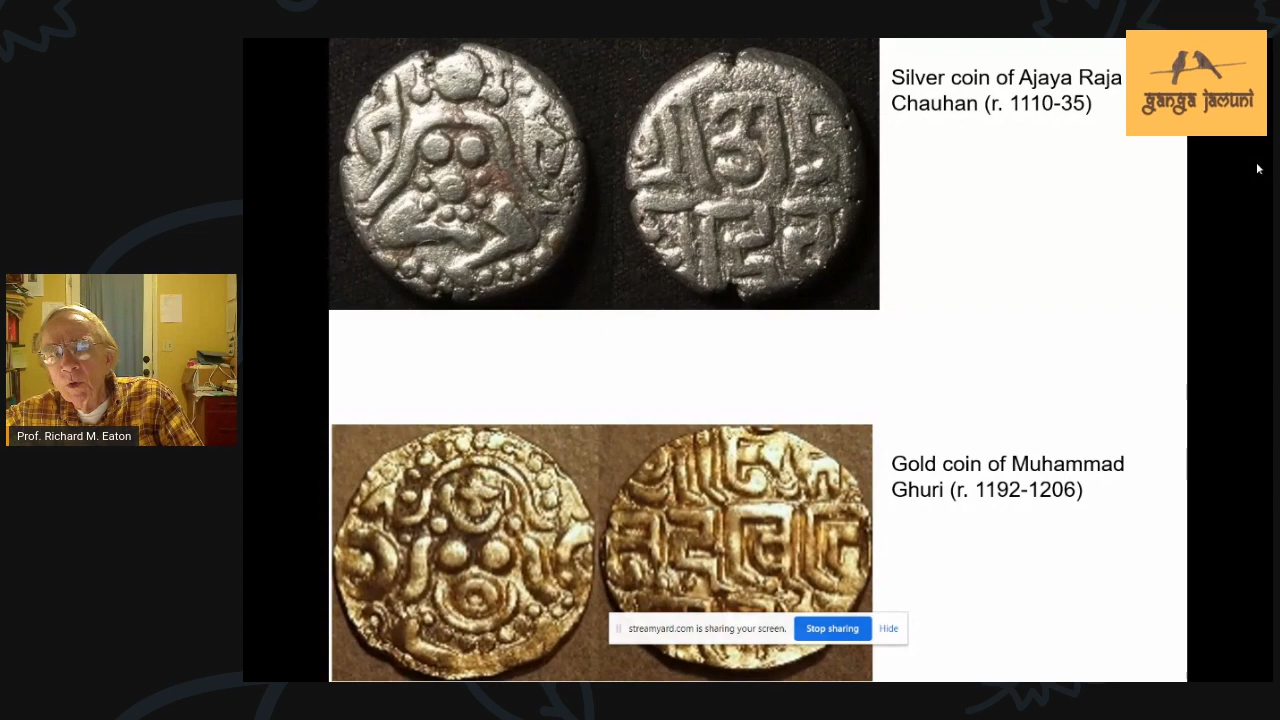 Silver coin of Ajaya Raja
Chauhan (r. 1110-35)
ganga jamuni
Prof. Richard M. Eaton
Gold coin of Muhammad
Ghuri (r. 1192-1206)
streamyard.com is sharing your screen. Stop sharing Hide